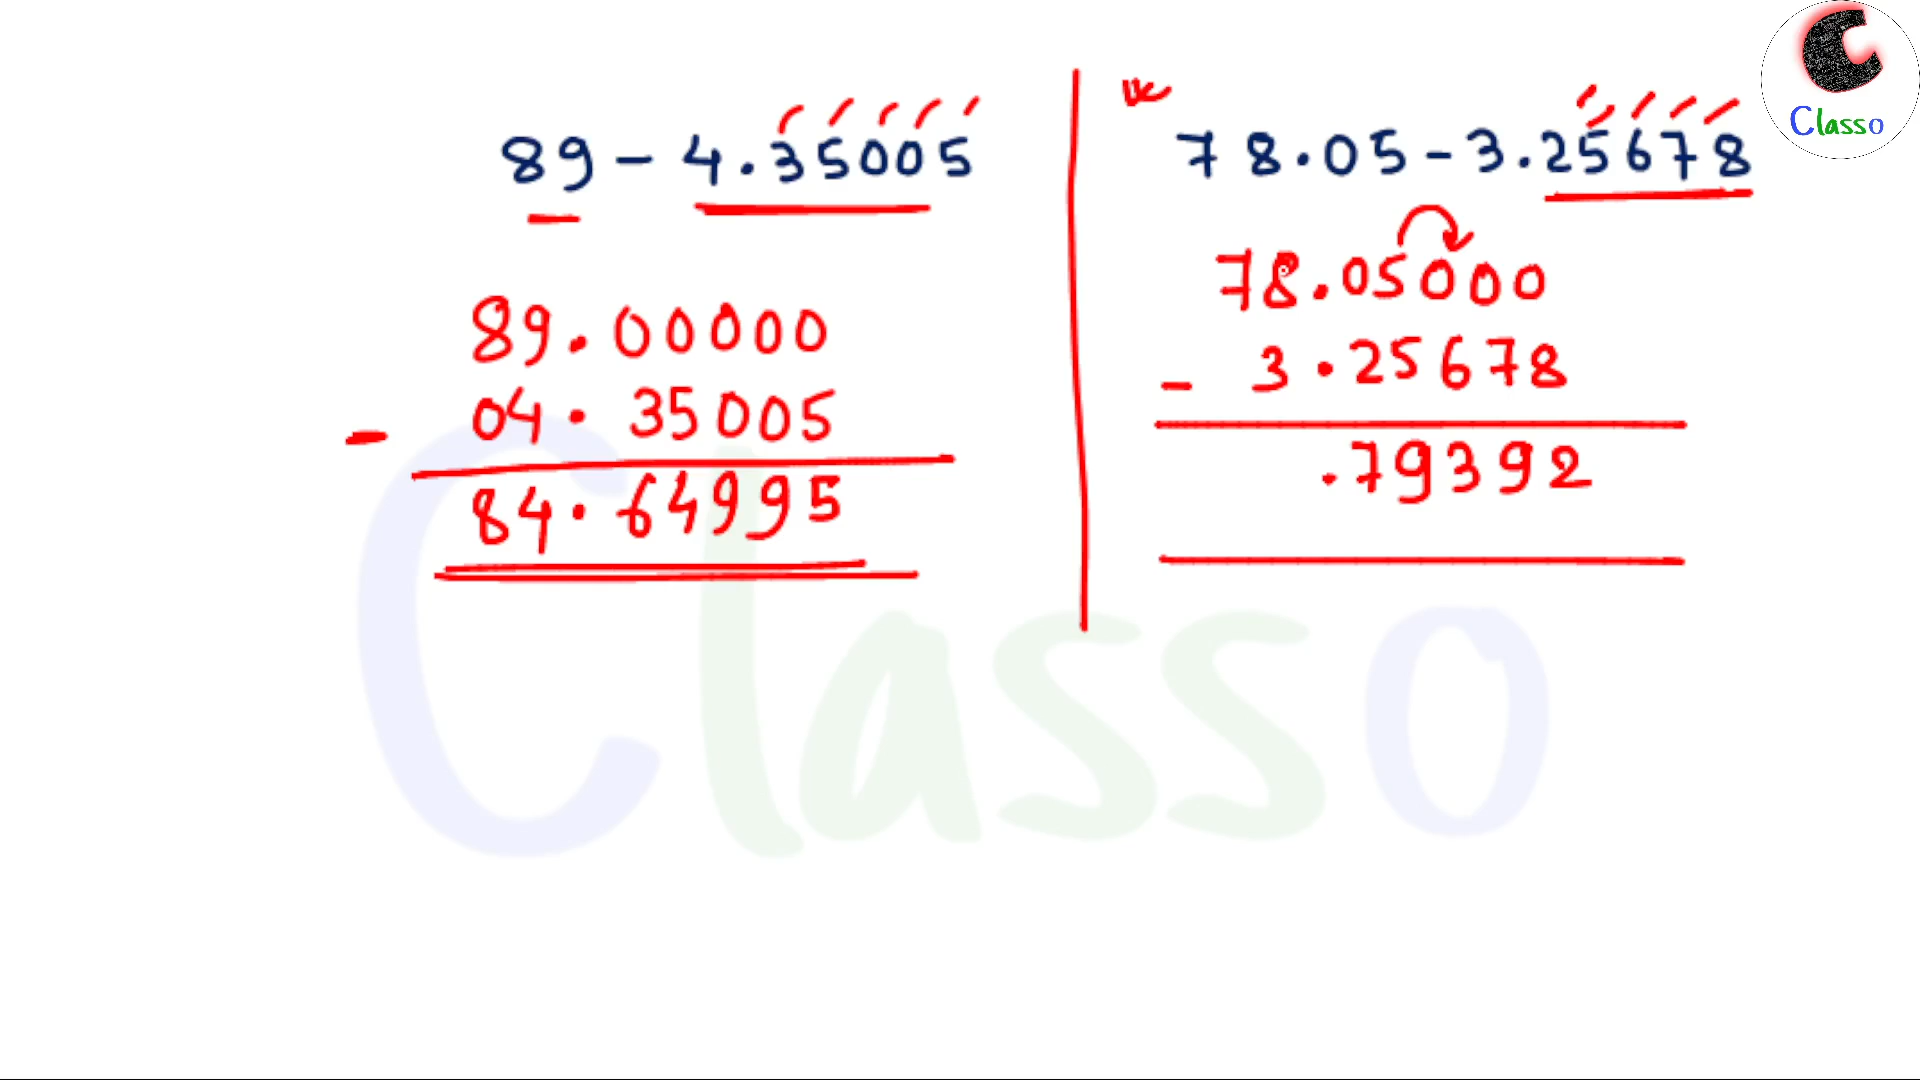 89 - 4.35005
89.00000
04.35005
-
84.64995
78.05 - 3.25678
78.05000
- 3.25678
.79392
Classo
Classo